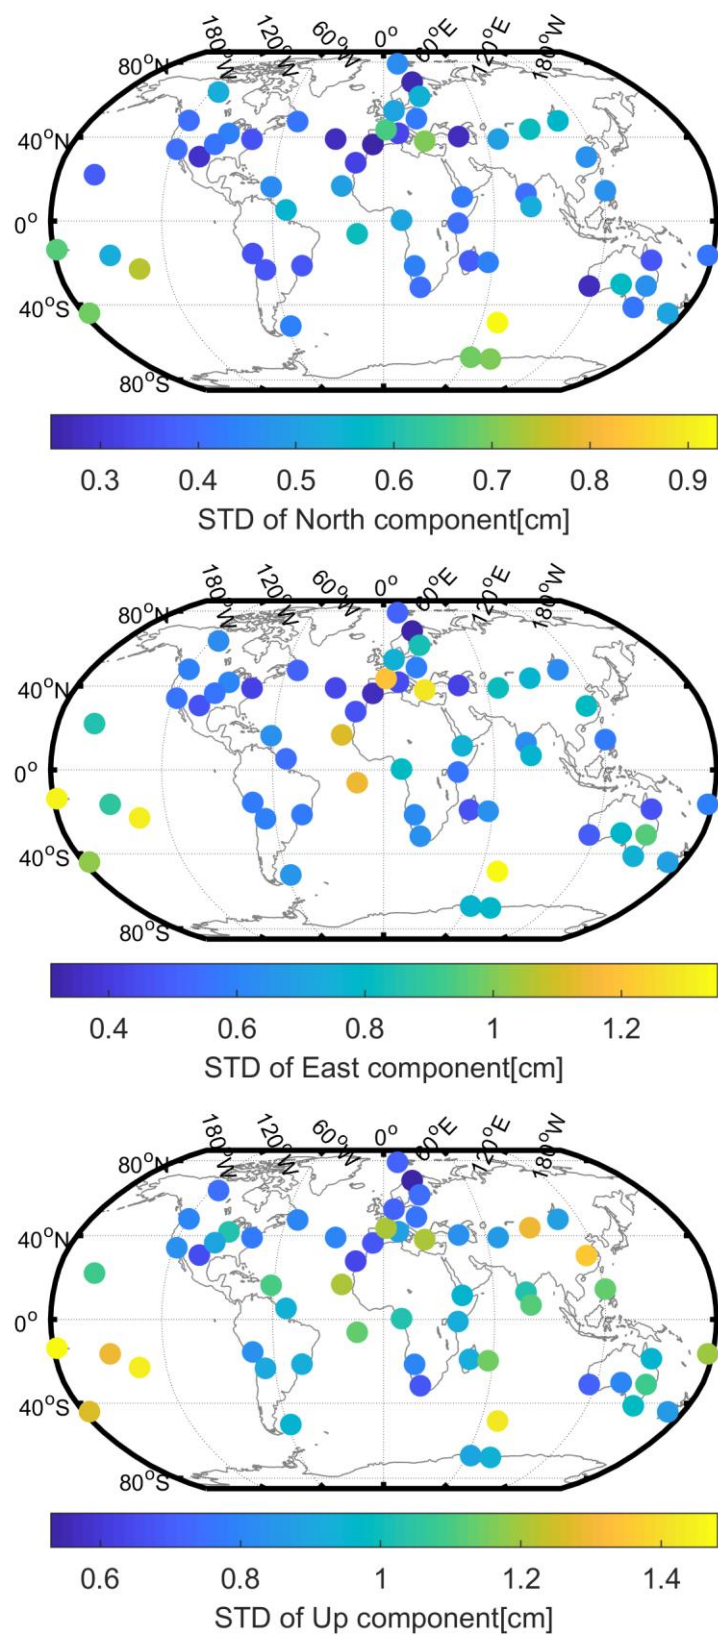 180°W 120°W 60°W 0° 60°E 120°E 180°W
80°N
40°N
0°
40°S
80°S
0.3 0.4 0.5 0.6 0.7 0.8 0.9
STD of North component[cm]
180°W 120°W 60°W 0° 60°E 120°E 180°W
80°N
40°N
0°
40°S
80°S
0.4 0.6 0.8 1 1.2
STD of East component[cm]
180°W 120°W 60°W 0° 60°E 120°E 180°W
80°N
40°N
0°
40°S
80°S
0.6 0.8 1 1.2 1.4
STD of Up component[cm]